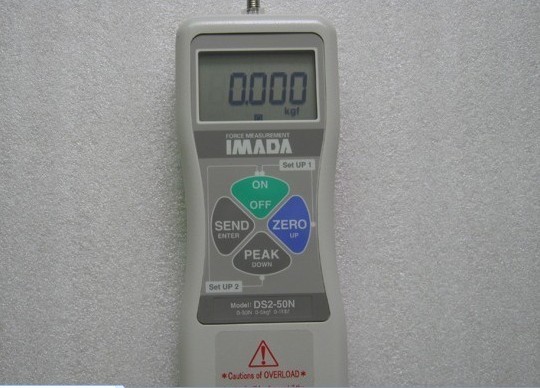 0.000
kgf
FORCE MEASUREMENT
IMADA
Set UP 1
ON
OFF
SEND
ENTER
ZERO
UP
PEAK
DOWN
Set UP 2
Model: DS2-50N
*Cautions of OVERLOAD*